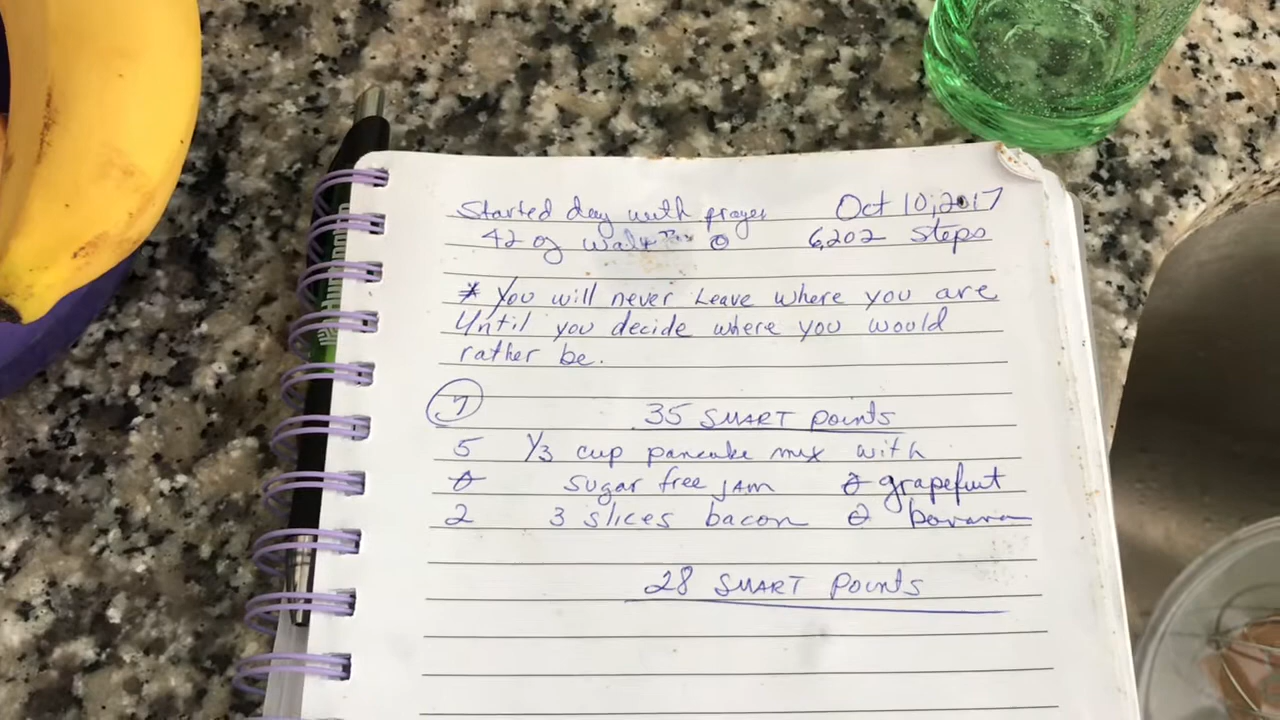 Started day with prayer Oct 10, 2017
42 oz 6,202 steps
* You will never Leave where you are
Until you decide where you would
rather be.
7
35 SMART Points
5 1/3 cup pancake mix with
0 sugar free JAM 0 grapefruit
2 3 slices bacon 0 banana
28 SMART Points